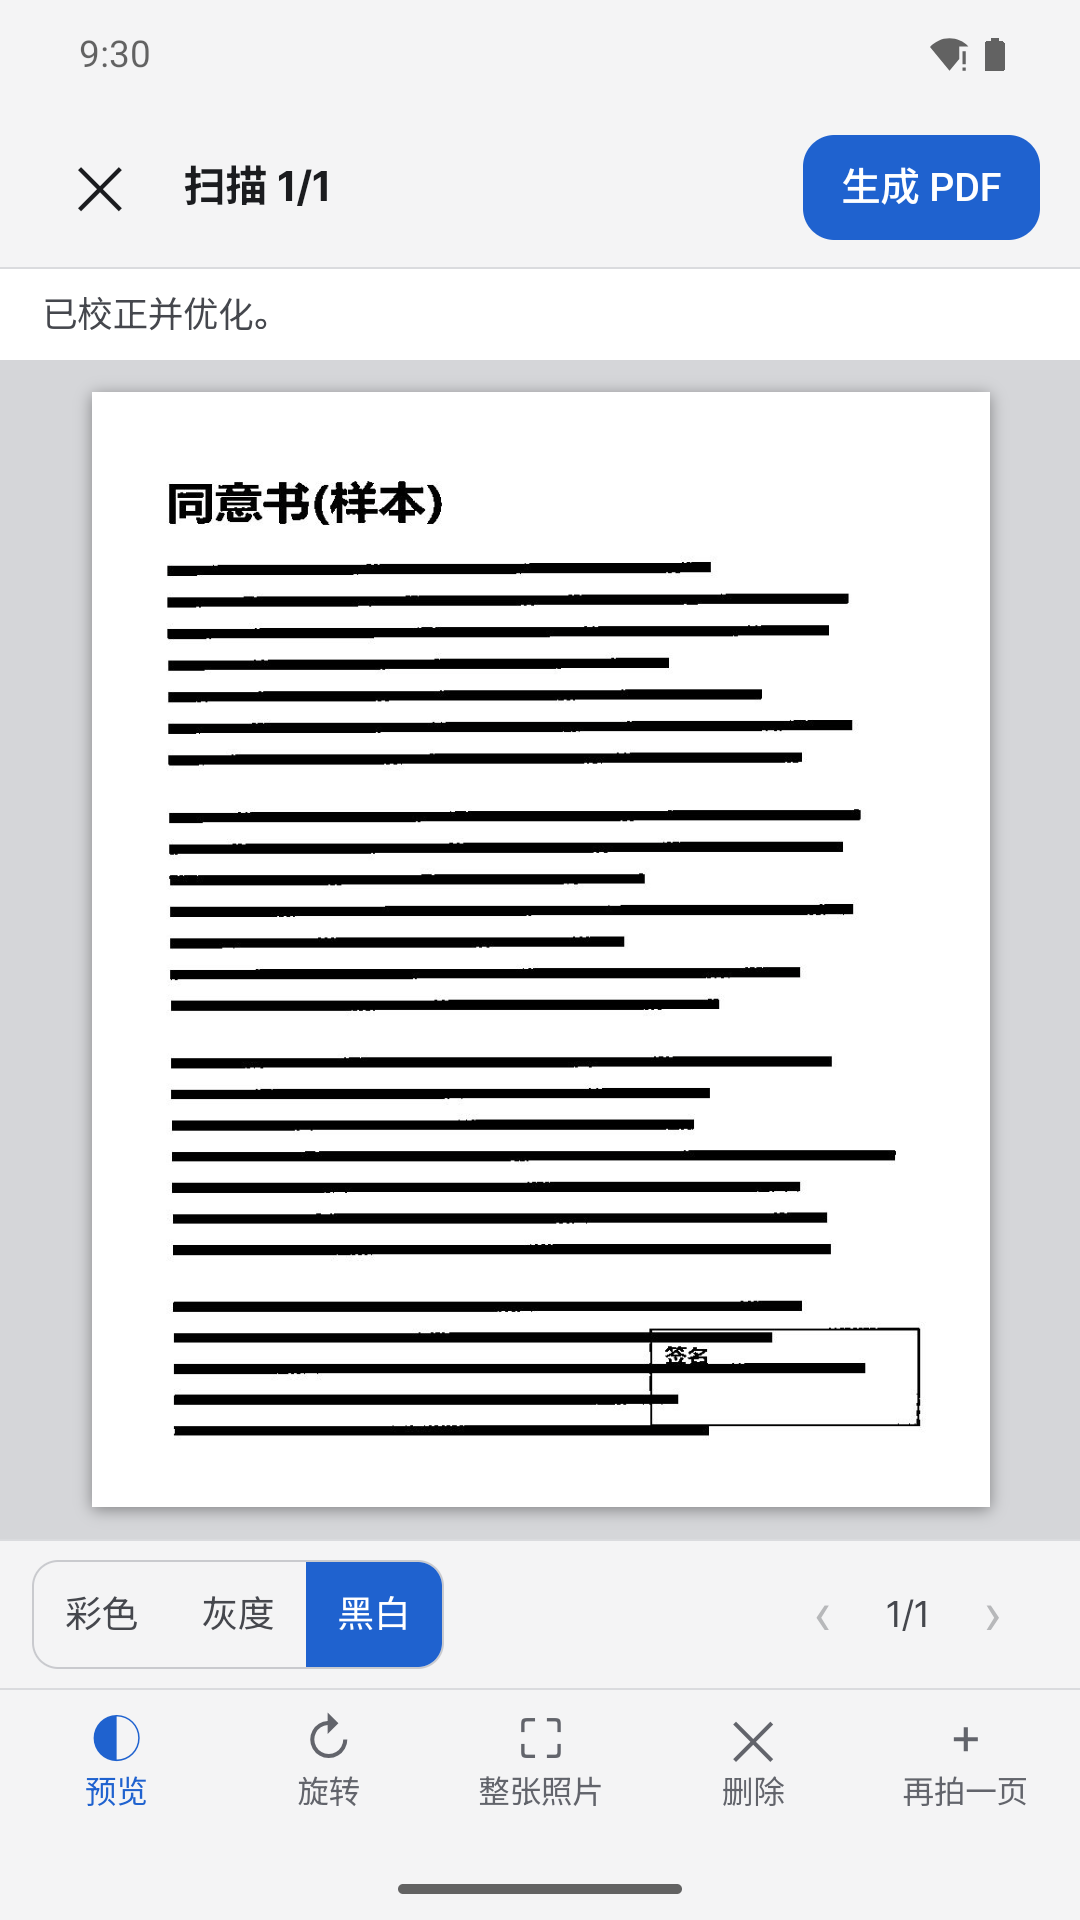 9:30
扫描 1/1
生成 PDF
已校正并优化。
同意书(样本)
签名
彩色
灰度
黑白
‹ 1/1 ›
预览
旋转
整张照片
删除
再拍一页